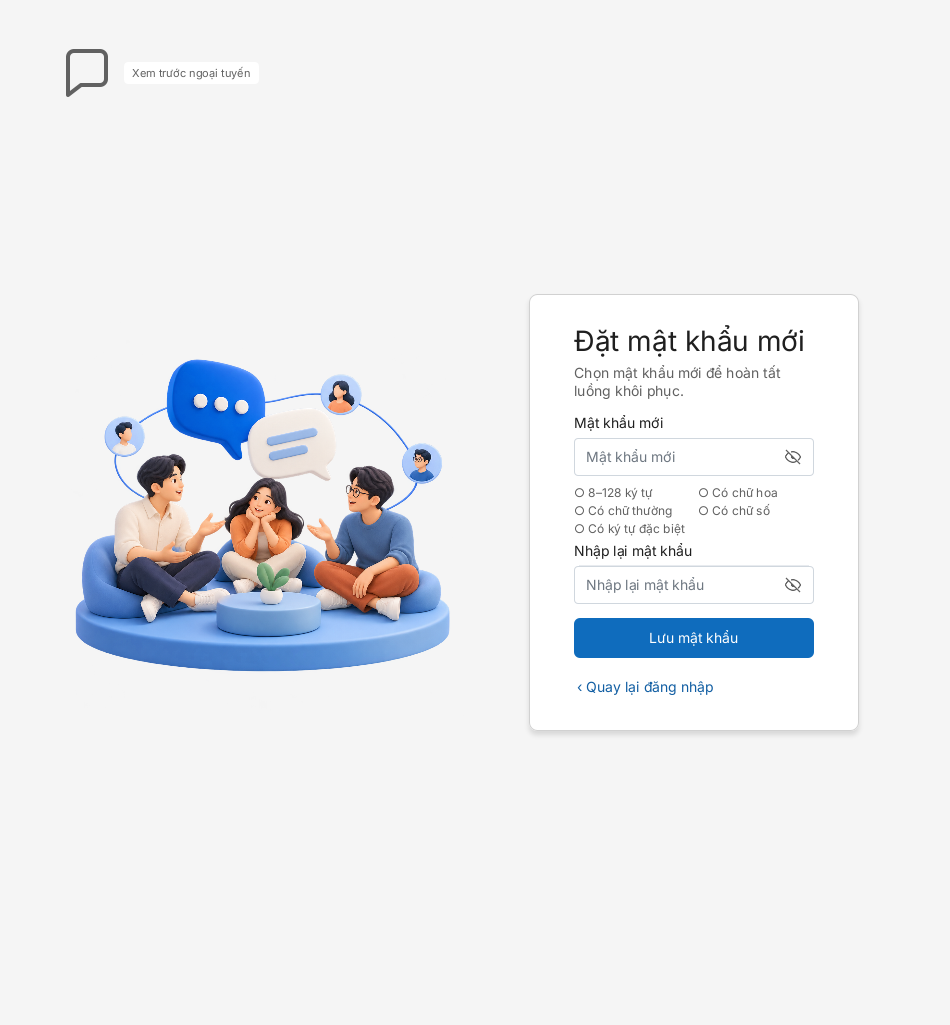 Xem trước ngoại tuyến
Đặt mật khẩu mới
Chọn mật khẩu mới để hoàn tất
luồng khôi phục.
Mật khẩu mới
Mật khẩu mới
8–128 ký tự
Có chữ hoa
Có chữ thường
Có chữ số
Có ký tự đặc biệt
Nhập lại mật khẩu
Nhập lại mật khẩu
Lưu mật khẩu
‹ Quay lại đăng nhập